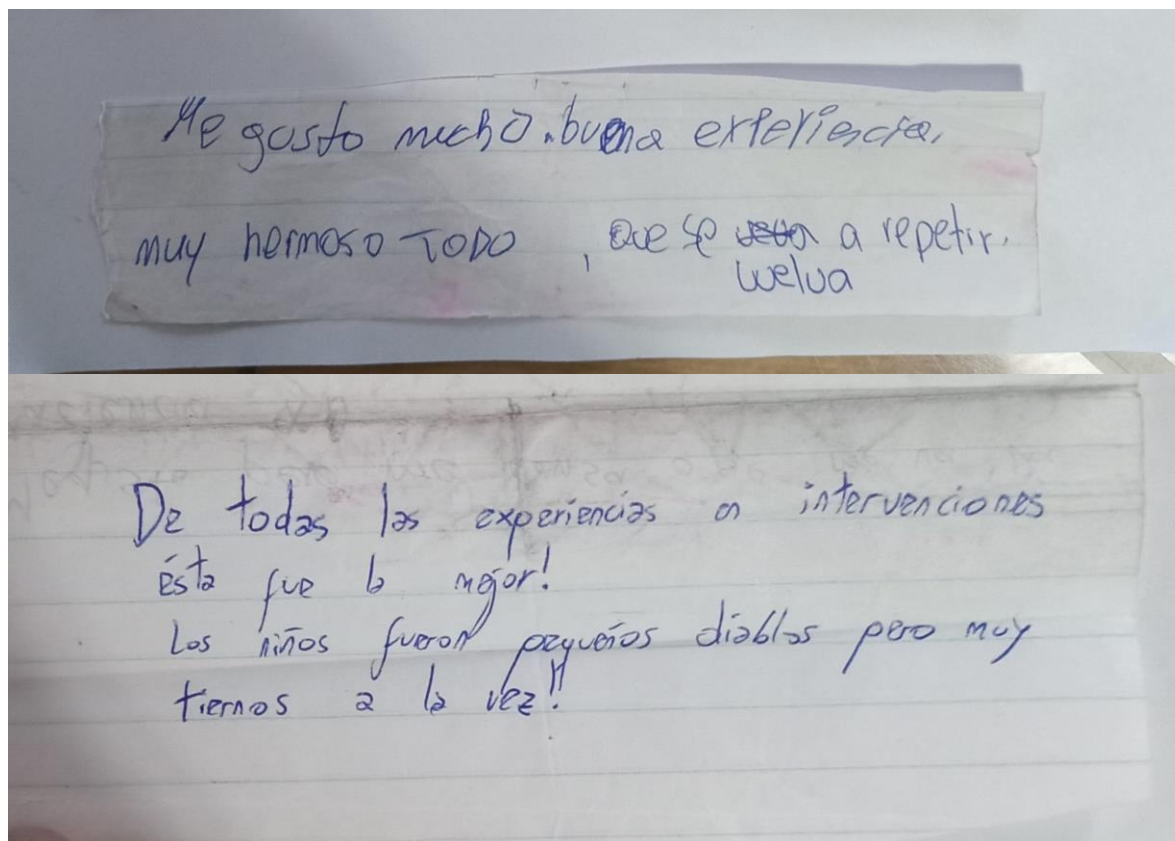 Me gusto mucho. buena experiencia.
muy hermoso TODO , que se a repetir.
welva
De todas las experiencias en intervenciones
ésta fue la mejor!
Los niños fueron pequeños diablos pero muy
tiernos a la vez!!